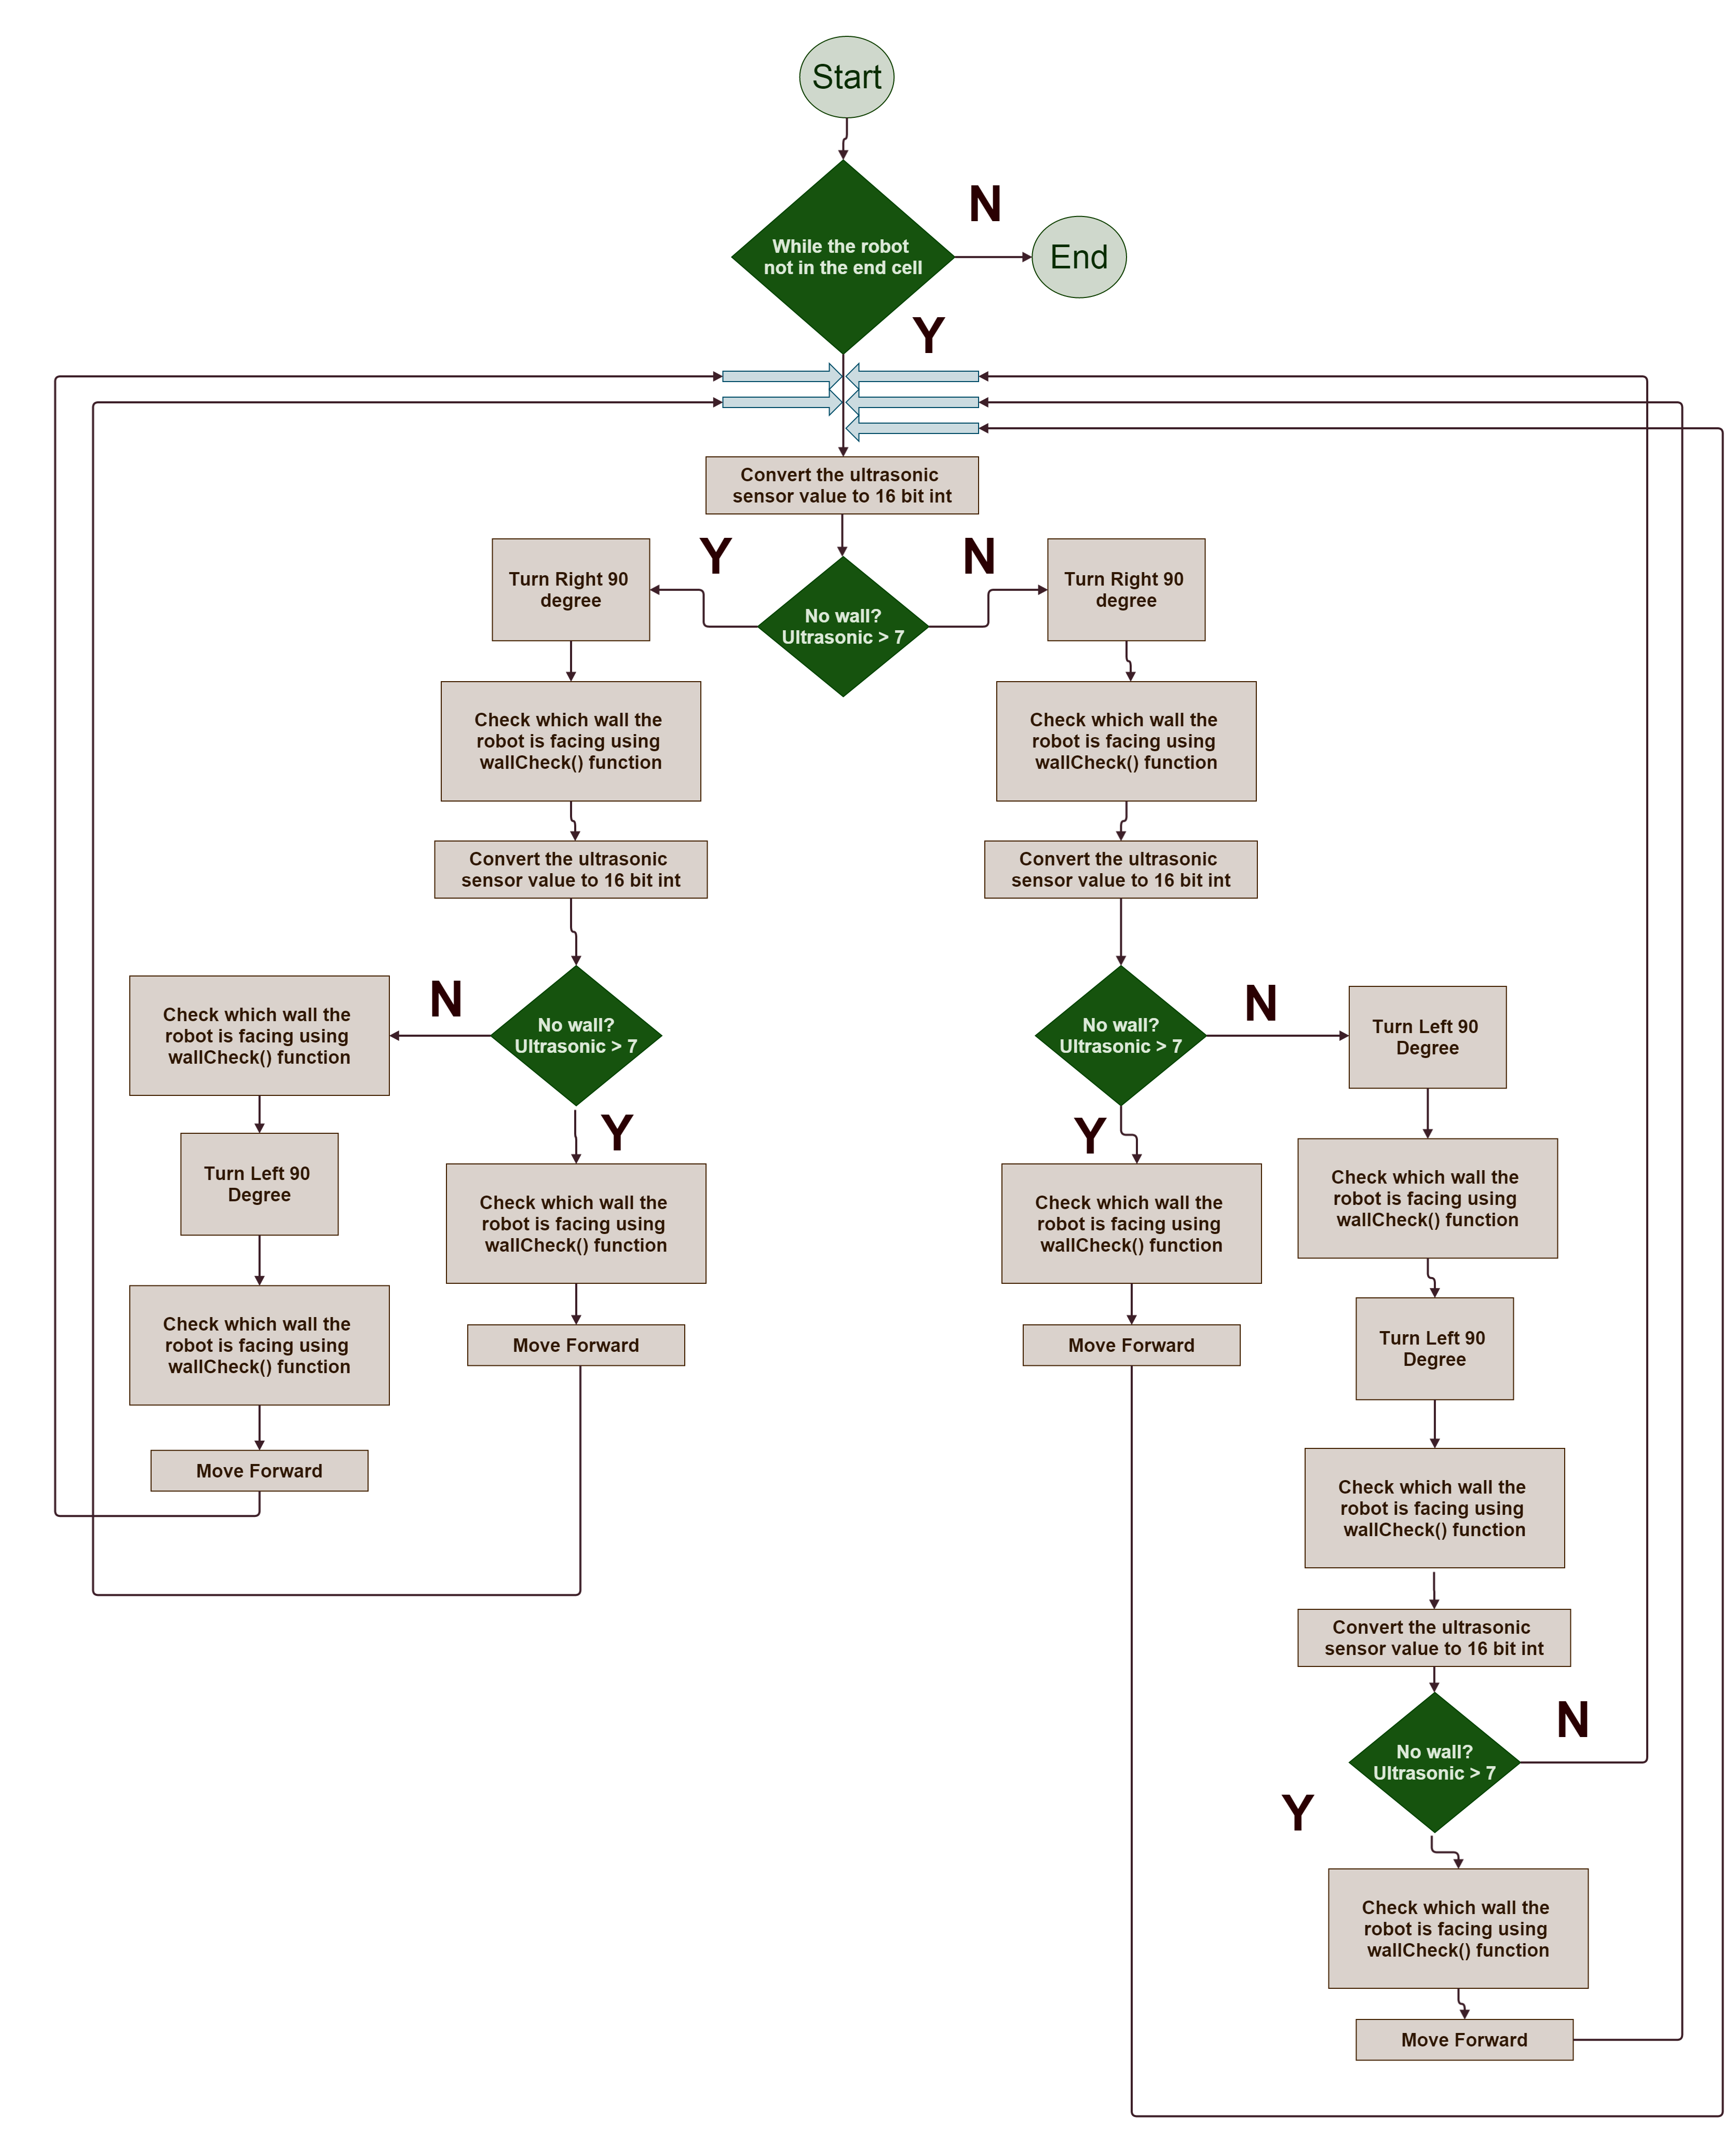 Start
N
While the robot
not in the end cell
End
Y
Convert the ultrasonic
sensor value to 16 bit int
Y
N
Turn Right 90
degree
Turn Right 90
degree
No wall?
Ultrasonic > 7
Check which wall the
robot is facing using
wallCheck() function
Check which wall the
robot is facing using
wallCheck() function
Convert the ultrasonic
sensor value to 16 bit int
Convert the ultrasonic
sensor value to 16 bit int
Check which wall the
robot is facing using
wallCheck() function
N
No wall?
Ultrasonic > 7
No wall?
Ultrasonic > 7
N
Turn Left 90
Degree
Y
Y
Turn Left 90
Degree
Check which wall the
robot is facing using
wallCheck() function
Check which wall the
robot is facing using
wallCheck() function
Check which wall the
robot is facing using
wallCheck() function
Check which wall the
robot is facing using
wallCheck() function
Move Forward
Move Forward
Turn Left 90
Degree
Move Forward
Check which wall the
robot is facing using
wallCheck() function
Convert the ultrasonic
sensor value to 16 bit int
N
No wall?
Ultrasonic > 7
Y
Check which wall the
robot is facing using
wallCheck() function
Move Forward